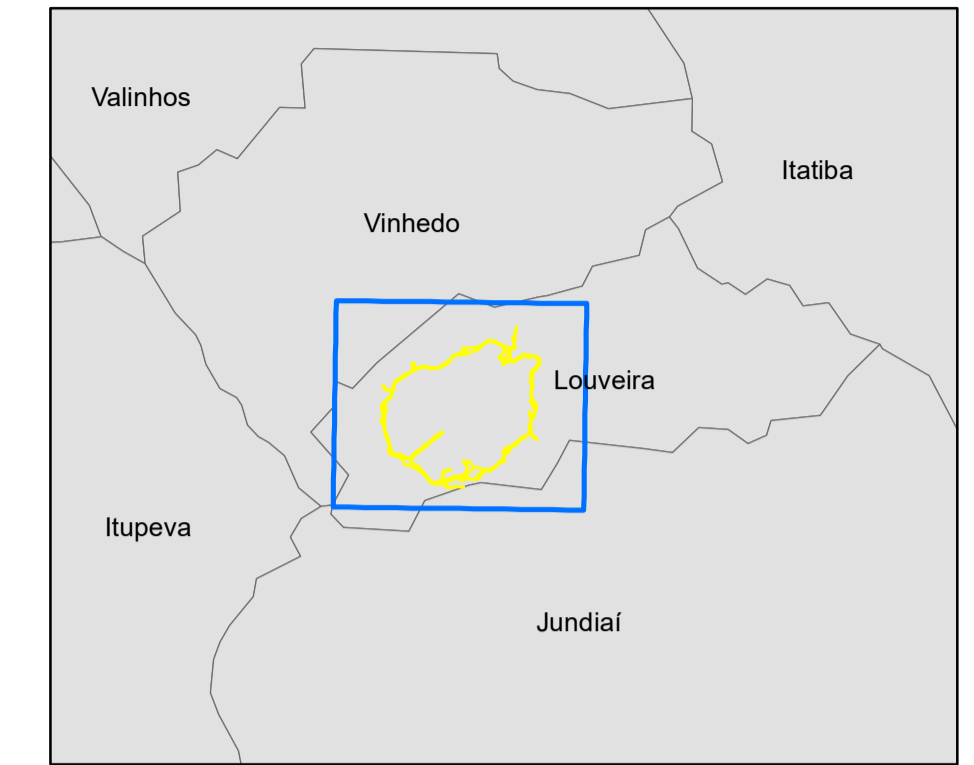 Valinhos
Itatiba
Vinhedo
Louveira
Itupeva
Jundiaí